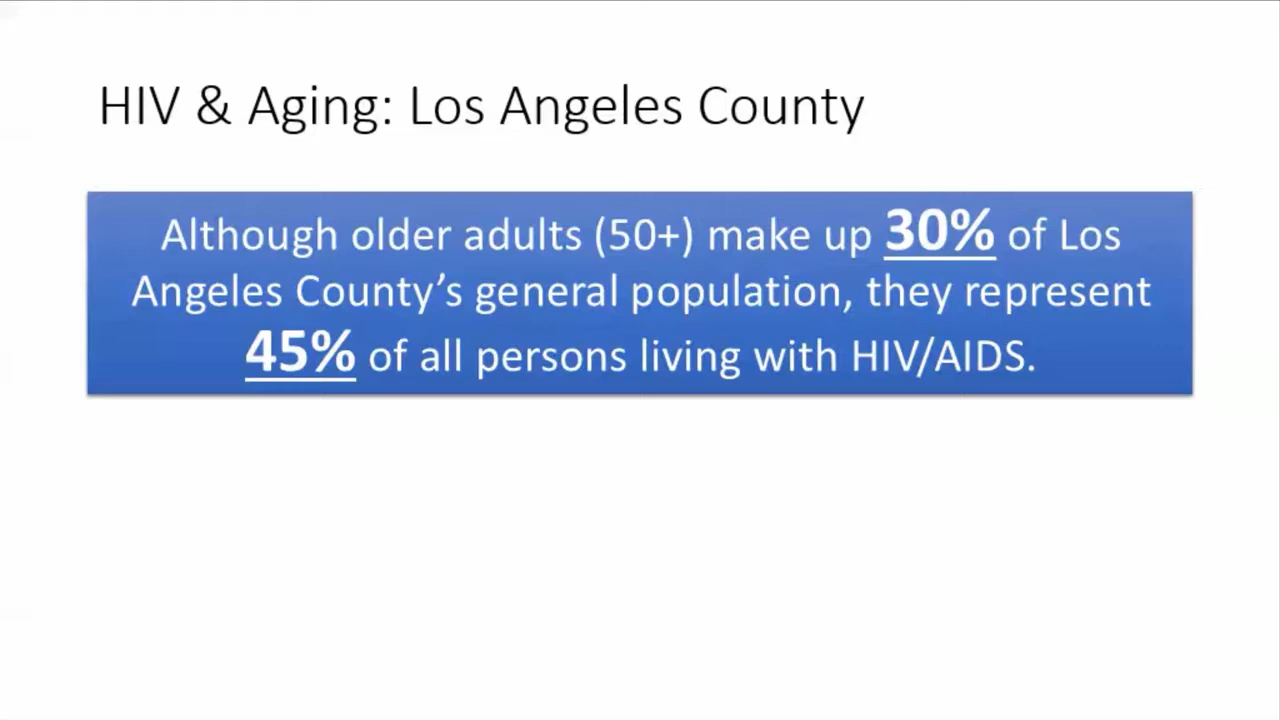 HIV & Aging: Los Angeles County
Although older adults (50+) make up 30% of Los
Angeles County’s general population, they represent
45% of all persons living with HIV/AIDS.